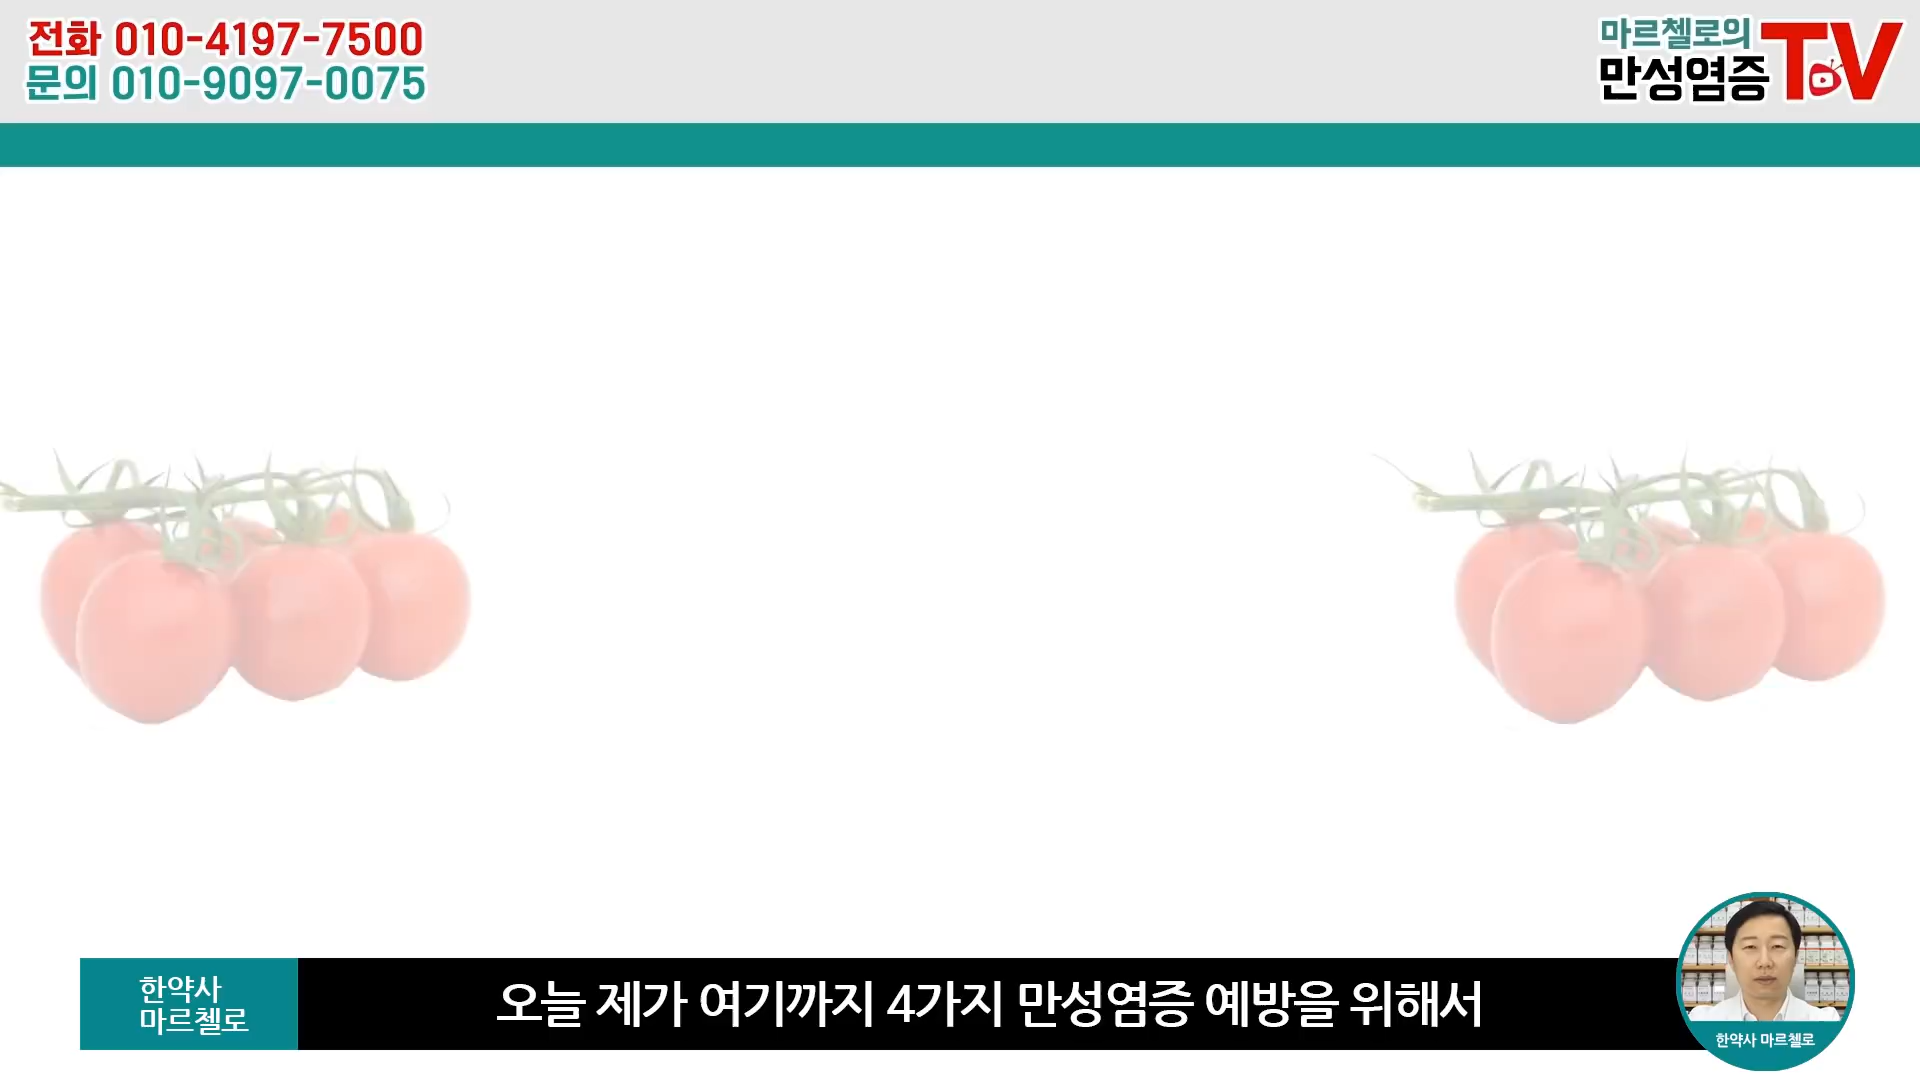 전화 010-4197-7500
문의 010-9097-0075
마르첼로의
만성염증 TV
한약사
마르첼로
오늘 제가 여기까지 4가지 만성염증 예방을 위해서
한약사 마르첼로